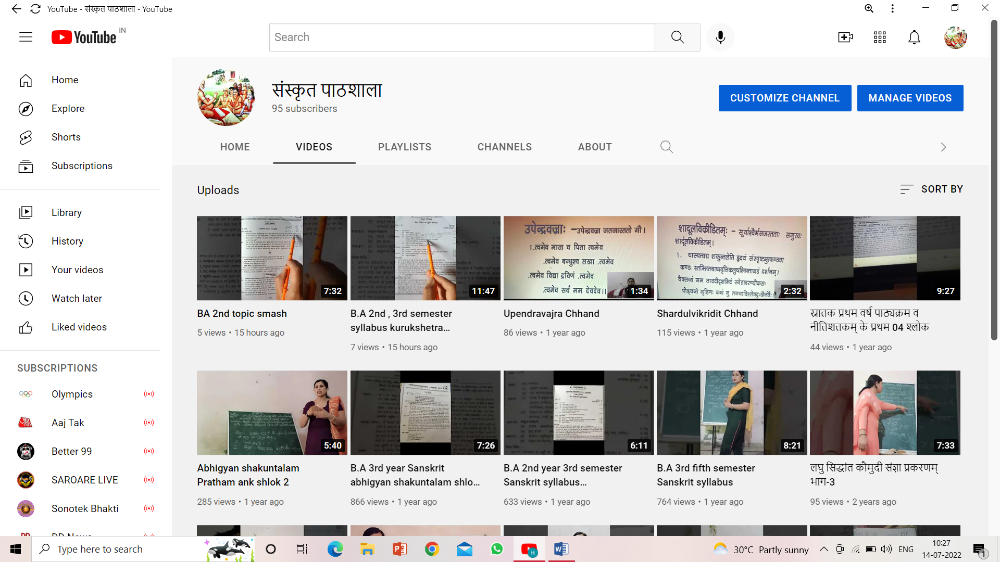 YouTube - संस्कृत पाठशाला - YouTube
YouTube IN
Search
Home
Explore
Shorts
Subscriptions
Library
History
Your videos
Watch later
Liked videos
SUBSCRIPTIONS
Olympics
Aaj Tak
Better 99
SAROARE LIVE
Sonotek Bhakti
संस्कृत पाठशाला
95 subscribers
CUSTOMIZE CHANNEL
MANAGE VIDEOS
HOME
VIDEOS
PLAYLISTS
CHANNELS
ABOUT
Uploads
SORT BY
7:32
BA 2nd topic smash
5 views • 15 hours ago
11:47
B.A 2nd , 3rd semester
syllabus kurukshetra...
7 views • 15 hours ago
उपेन्द्रवज्राः –उपेन्द्रवज्रा जतजास्ततो गौ।
1.त्वमेव माता च पिता त्वमेव
.त्वमेव बन्धुश्च सखा .त्वमेव
.त्वमेव विद्या द्रविणं .त्वमेव
.त्वमेव सर्वं मम देवदेव।।
1:34
Upendravajra Chhand
86 views • 1 year ago
शार्दूलविक्रीडितम्: – सूर्याश्वैर्मसजस्तताः सगुरवः
शार्दूलविक्रीडितम्।
1. यास्यत्यद्य शकुन्तलेति हृदयं संस्पृष्टमुत्कण्ठया
कण्ठः स्तम्भितबाष्पवृत्तिकलुषश्चिन्ताजडं दर्शनम्।
वैक्लव्यं मम तावदीदृशमिदं स्नेहादरण्यौकसः
पीड्यन्ते गृहिणः कथं नु तनयाविश्लेषदुःखैर्नवैः।
2:32
Shardulvikridit Chhand
115 views • 1 year ago
9:27
स्नातक प्रथम वर्ष पाठ्यक्रम व
नीतिशतकम् के प्रथम 04 श्लोक
44 views • 1 year ago
5:40
Abhigyan shakuntalam
Pratham ank shlok 2
285 views • 1 year ago
7:26
B.A 3rd year Sanskrit
abhigyan shakuntalam shlo...
866 views • 1 year ago
6:11
B.A 2nd year 3rd semester
Sanskrit syllabus...
633 views • 1 year ago
8:21
B.A 3rd fifth semester
Sanskrit syllabus
764 views • 1 year ago
7:33
लघु सिद्धांत कौमुदी संज्ञा प्रकरणम्
भाग-3
95 views • 2 years ago
Type here to search
30°C Partly sunny
ENG
10:27
14-07-2022
1